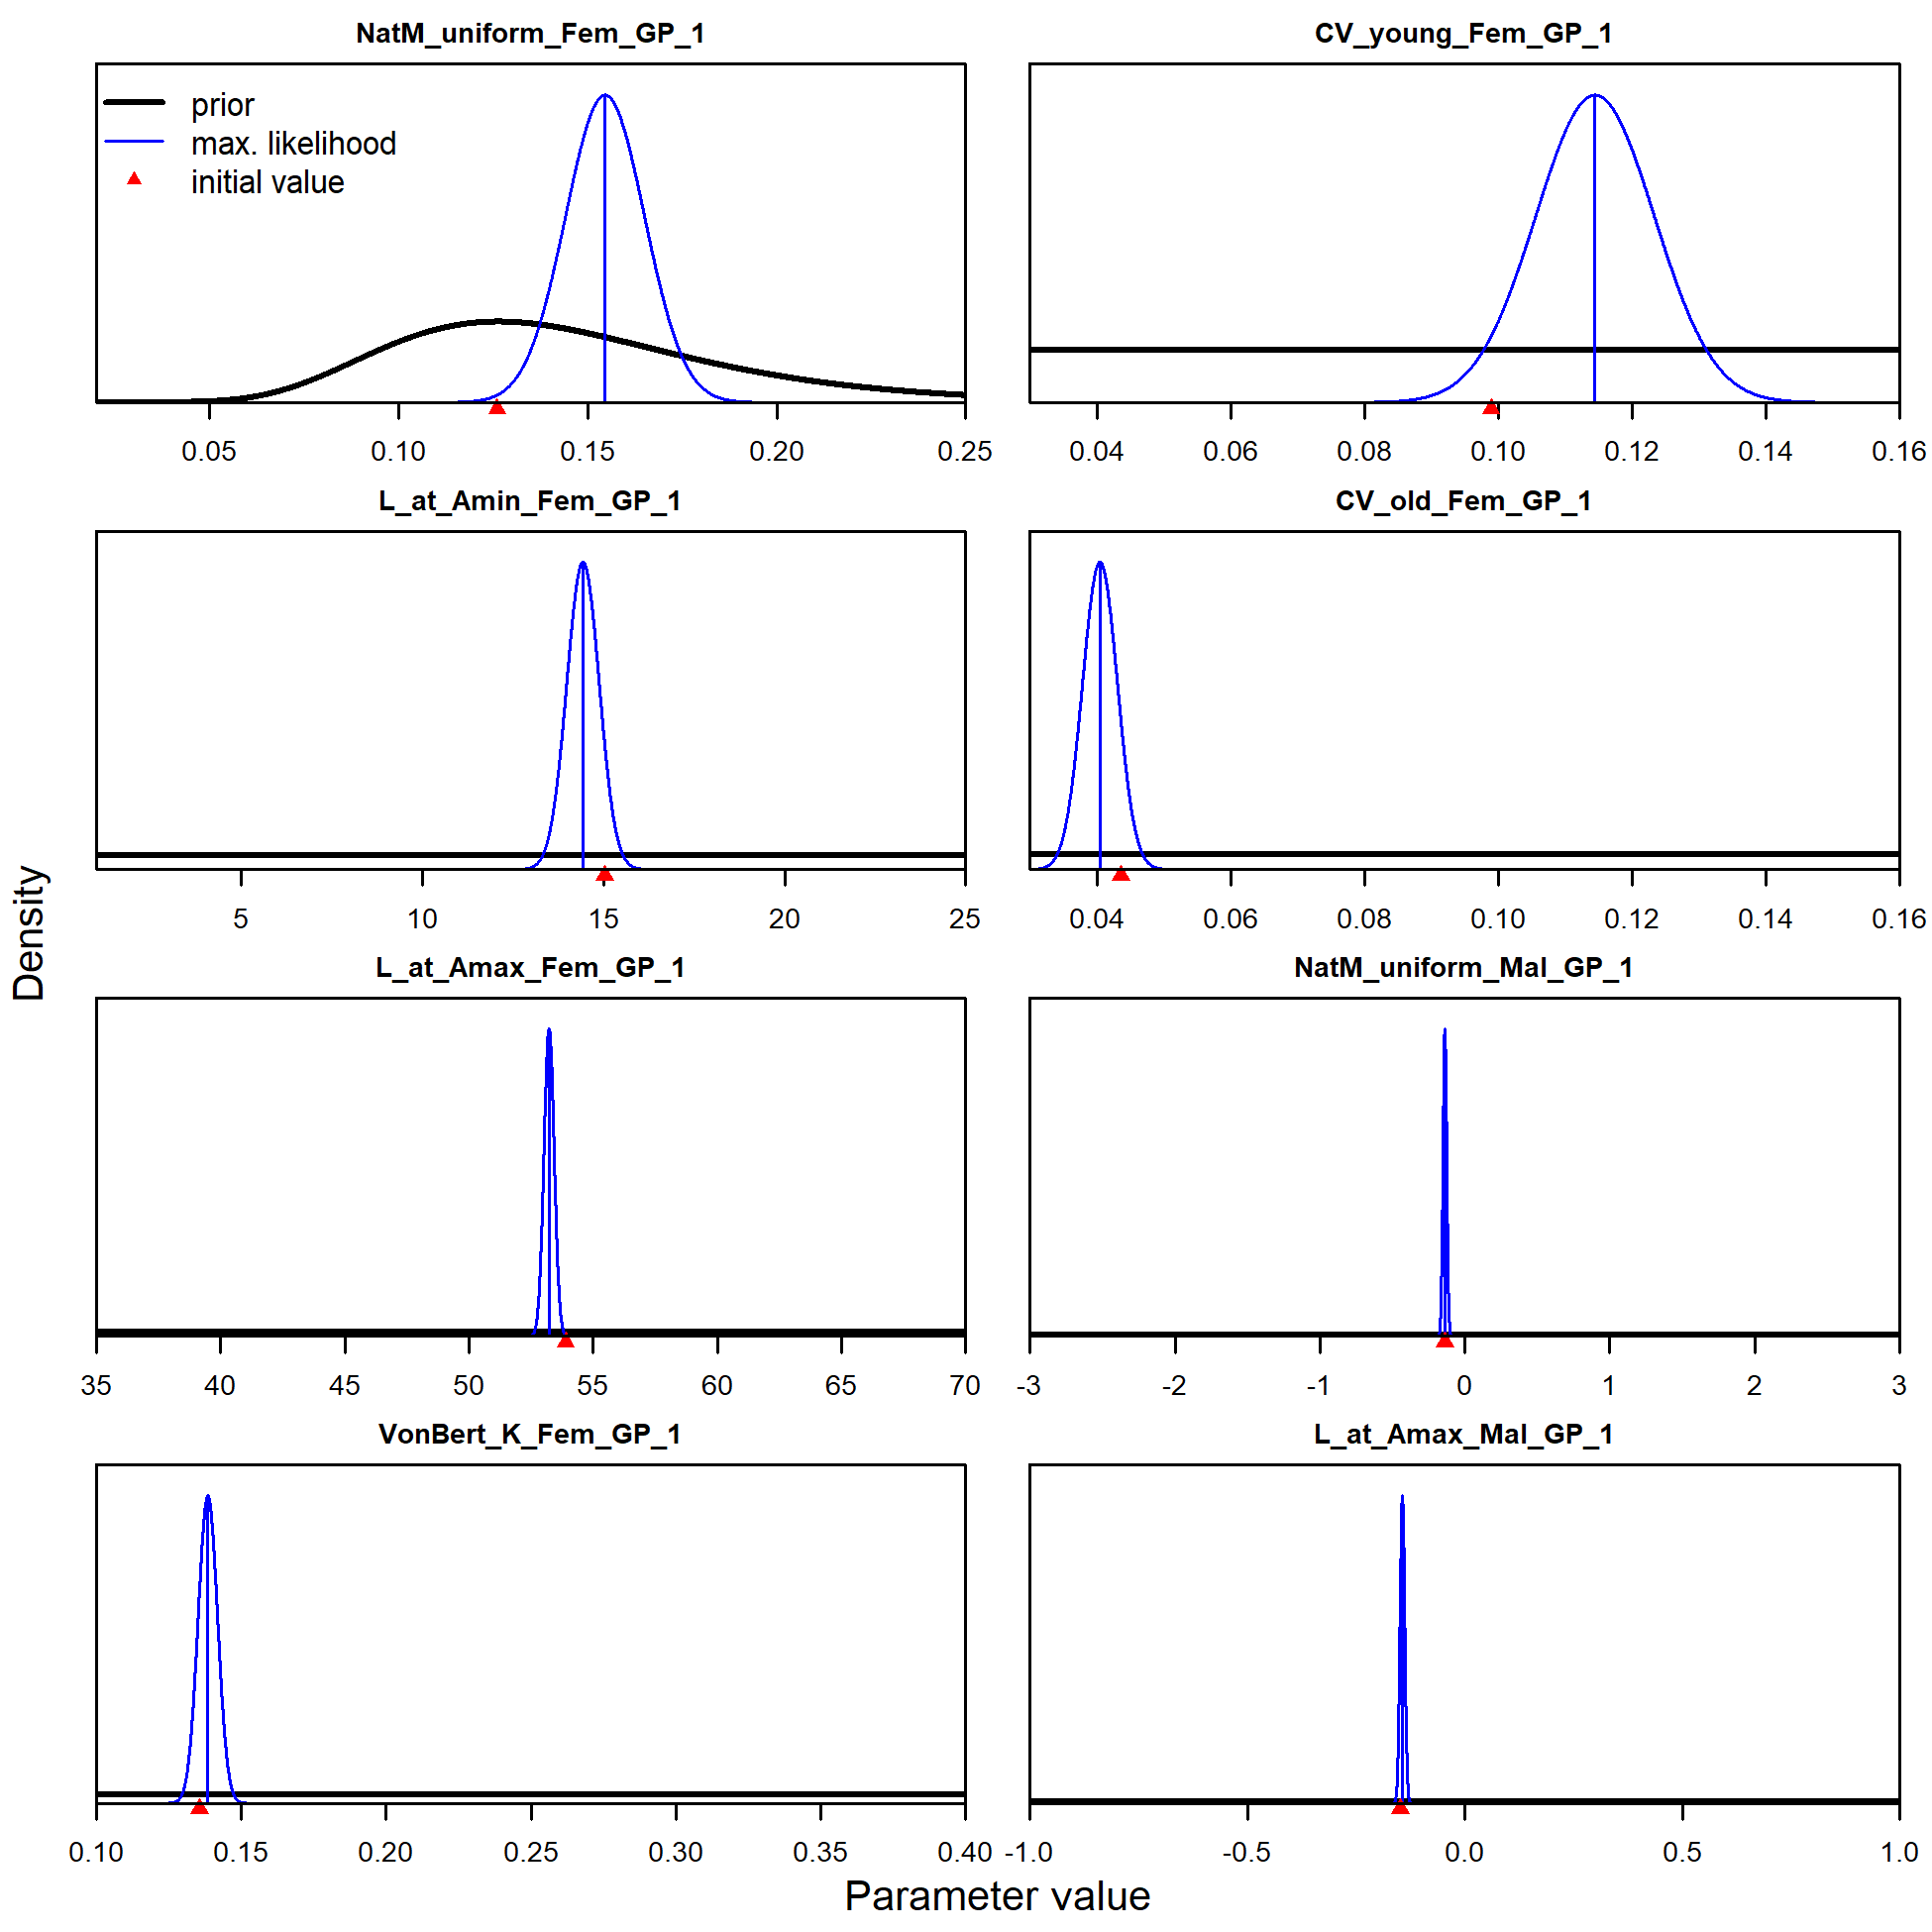 NatM_uniform_Fem_GP_1
prior
max. likelihood
initial value
0.05 0.10 0.15 0.20 0.25
CV_young_Fem_GP_1
0.04 0.06 0.08 0.10 0.12 0.14 0.16
L_at_Amin_Fem_GP_1
5 10 15 20 25
CV_old_Fem_GP_1
0.04 0.06 0.08 0.10 0.12 0.14 0.16
L_at_Amax_Fem_GP_1
35 40 45 50 55 60 65 70
NatM_uniform_Mal_GP_1
-3 -2 -1 0 1 2 3
VonBert_K_Fem_GP_1
0.10 0.15 0.20 0.25 0.30 0.35 0.40
L_at_Amax_Mal_GP_1
-1.0 -0.5 0.0 0.5 1.0
Density
Parameter value